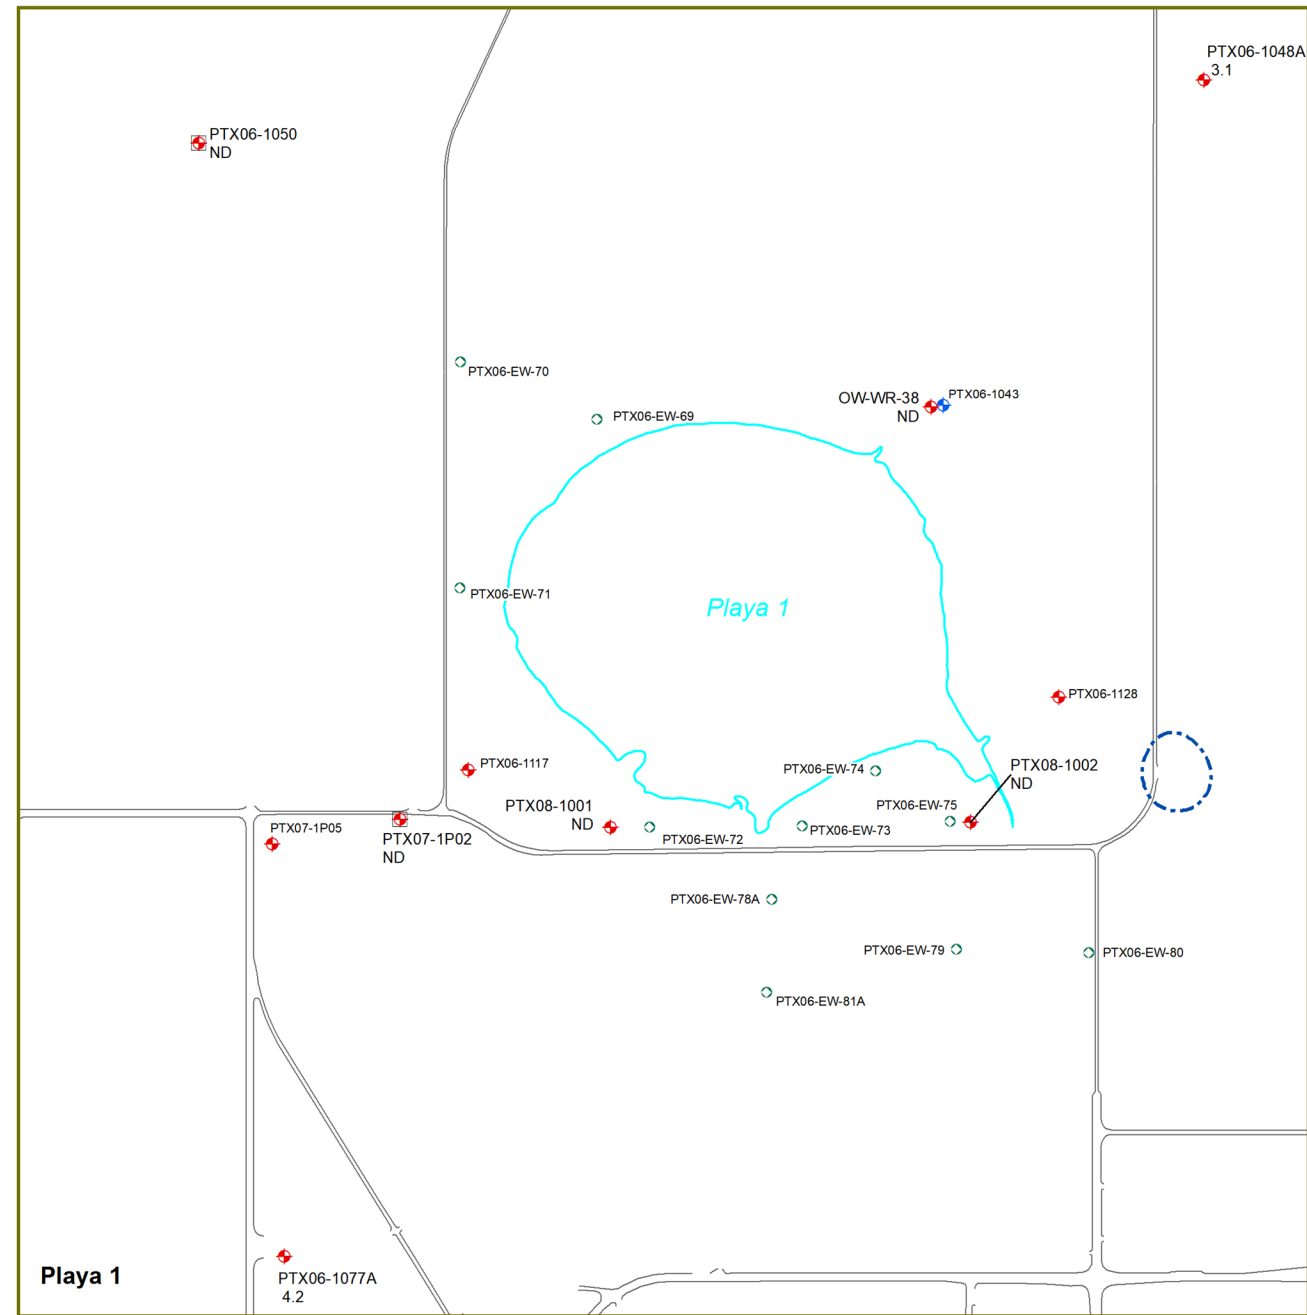 PTX06-1048A
3.1
PTX06-1050
ND
PTX06-EW-70
OW-WR-38
ND
PTX06-1043
PTX06-EW-69
PTX06-EW-71
Playa 1
PTX06-1128
PTX06-1117
PTX06-EW-74
PTX08-1002
ND
PTX08-1001
ND
PTX06-EW-75
PTX07-1P05
PTX07-1P02
ND
PTX06-EW-72
PTX06-EW-73
PTX06-EW-78A
PTX06-EW-79
PTX06-EW-80
PTX06-EW-81A
Playa 1
PTX06-1077A
4.2